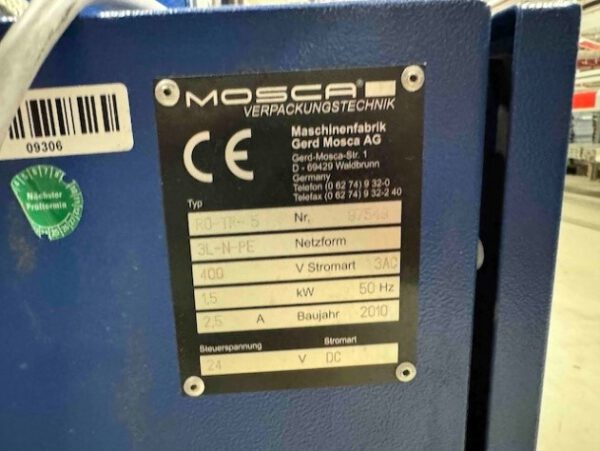 MOSCA®
VERPACKUNGSTECHNIK
09306
Nächster
Prüftermin
CE
Maschinenfabrik
Gerd Mosca AG
Gerd-Mosca-Str. 1
D - 69429 Waldbrunn
Germany
Telefon (0 62 74) 9 32-0
Telefax (0 62 74) 9 32-2 40
Typ
RO-TR-5 Nr.
3L-N-PE Netzform
400 V Stromart 3AC
1,5 kW 50 Hz
2,5 A Baujahr 2010
Steuerspannung Stromart
24 V DC